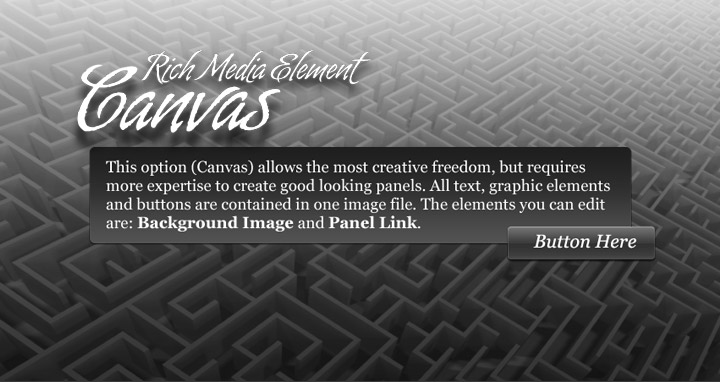 Rich Media Element
Canvas
This option (Canvas) allows the most creative freedom, but requires
more expertise to create good looking panels. All text, graphic elements
and buttons are contained in one image file. The elements you can edit
are: Background Image and Panel Link.
Button Here